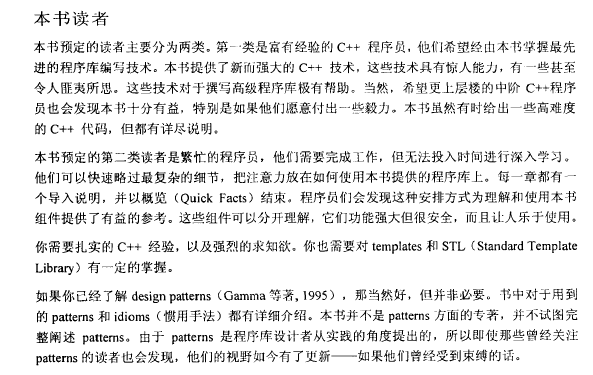 本书读者
本书预定的读者主要分为两类。第一类是富有经验的 C++ 程序员，他们希望经由本书掌握最先
进的程序库编写技术。本书提供了新而强大的 C++ 技术，这些技术具有惊人能力，有一些甚至
令人匪夷所思。这些技术对于撰写高级程序库极有帮助。当然，希望更上层楼的中阶 C++程序
员也会发现本书十分有益，特别是如果他们愿意付出一些毅力。本书虽然有时给出一些高难度
的 C++ 代码，但都有详尽说明。
本书预定的第二类读者是繁忙的程序员，他们需要完成工作，但无法投入时间进行深入学习。
他们可以快速略过最复杂的细节，把注意力放在如何使用本书提供的程序库上。每一章都有一
个导入说明，并以概览（Quick Facts）结束。程序员们会发现这种安排方式为理解和使用本书
组件提供了有益的参考。这些组件可以分开理解，它们功能强大但很安全，而且让人乐于使用。
你需要扎实的 C++ 经验，以及强烈的求知欲。你也需要对 templates 和 STL（Standard Template
Library）有一定的掌握。
如果你已经了解 design patterns（Gamma 等著, 1995），那当然好，但并非必要。书中对于用到
的 patterns 和 idioms（惯用手法）都有详细介绍。本书并不是 patterns 方面的专著，并不试图完
整阐述 patterns。由于 patterns 是程序库设计者从实践的角度提出的，所以即使那些曾经关注
patterns 的读者也会发现，他们的视野如今有了更新——如果他们曾经受到束缚的话。